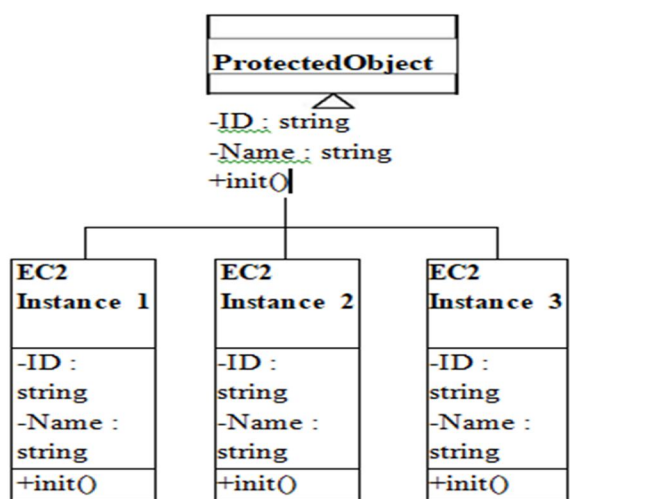 ProtectedObject
-ID : string
-Name : string
+init()
EC2
Instance 1
-ID :
string
-Name :
string
+init()
EC2
Instance 2
-ID :
string
-Name :
string
+init()
EC2
Instance 3
-ID :
string
-Name :
string
+init()